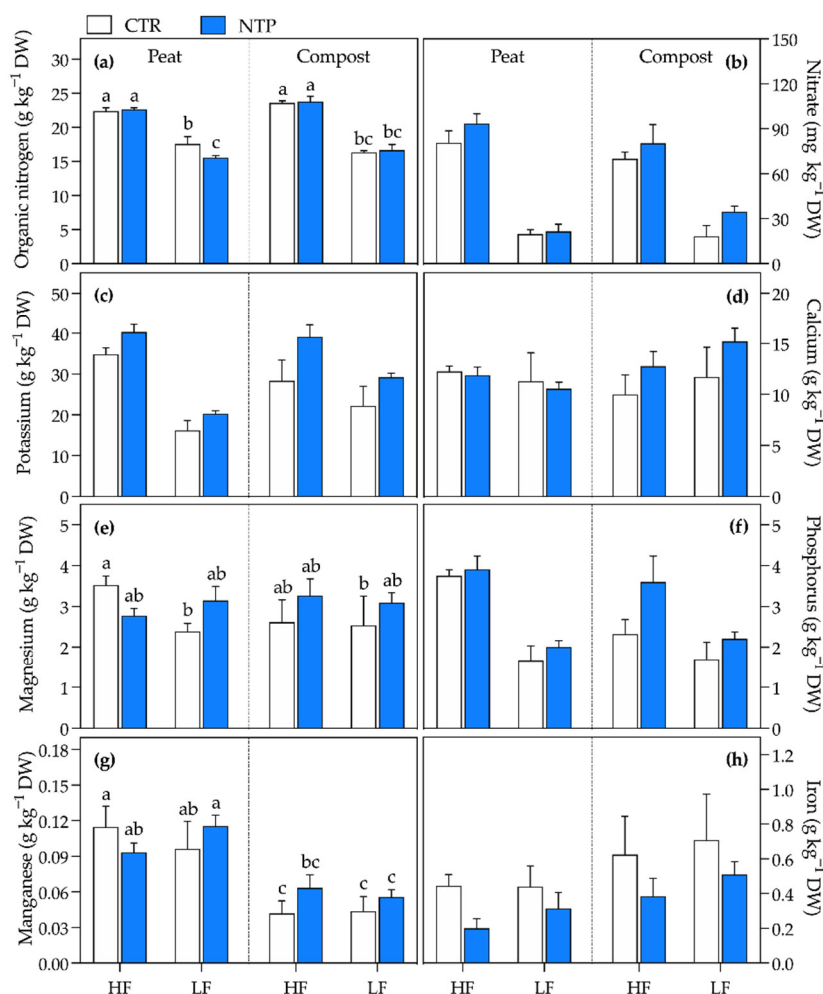 CTR NTP
(a) Peat Compost
Peat Compost (b)
Organic nitrogen (g kg⁻¹ DW)
30
25
20
15
10
5
0
a a b c a a bc bc
Nitrate (mg kg⁻¹ DW)
150
120
90
60
30
0
(c)
Potassium (g kg⁻¹ DW)
50
40
30
20
10
0
(d)
Calcium (g kg⁻¹ DW)
20
15
10
5
0
(e)
Magnesium (g kg⁻¹ DW)
5
4
3
2
1
0
a ab b ab ab ab b ab
(f)
Phosphorus (g kg⁻¹ DW)
5
4
3
2
1
0
(g)
Manganese (g kg⁻¹ DW)
0.18
0.15
0.12
0.09
0.06
0.03
0.00
a ab ab a c bc c c
(h)
Iron (g kg⁻¹ DW)
1.2
1.0
0.8
0.6
0.4
0.2
0.0
HF LF HF LF HF LF HF LF